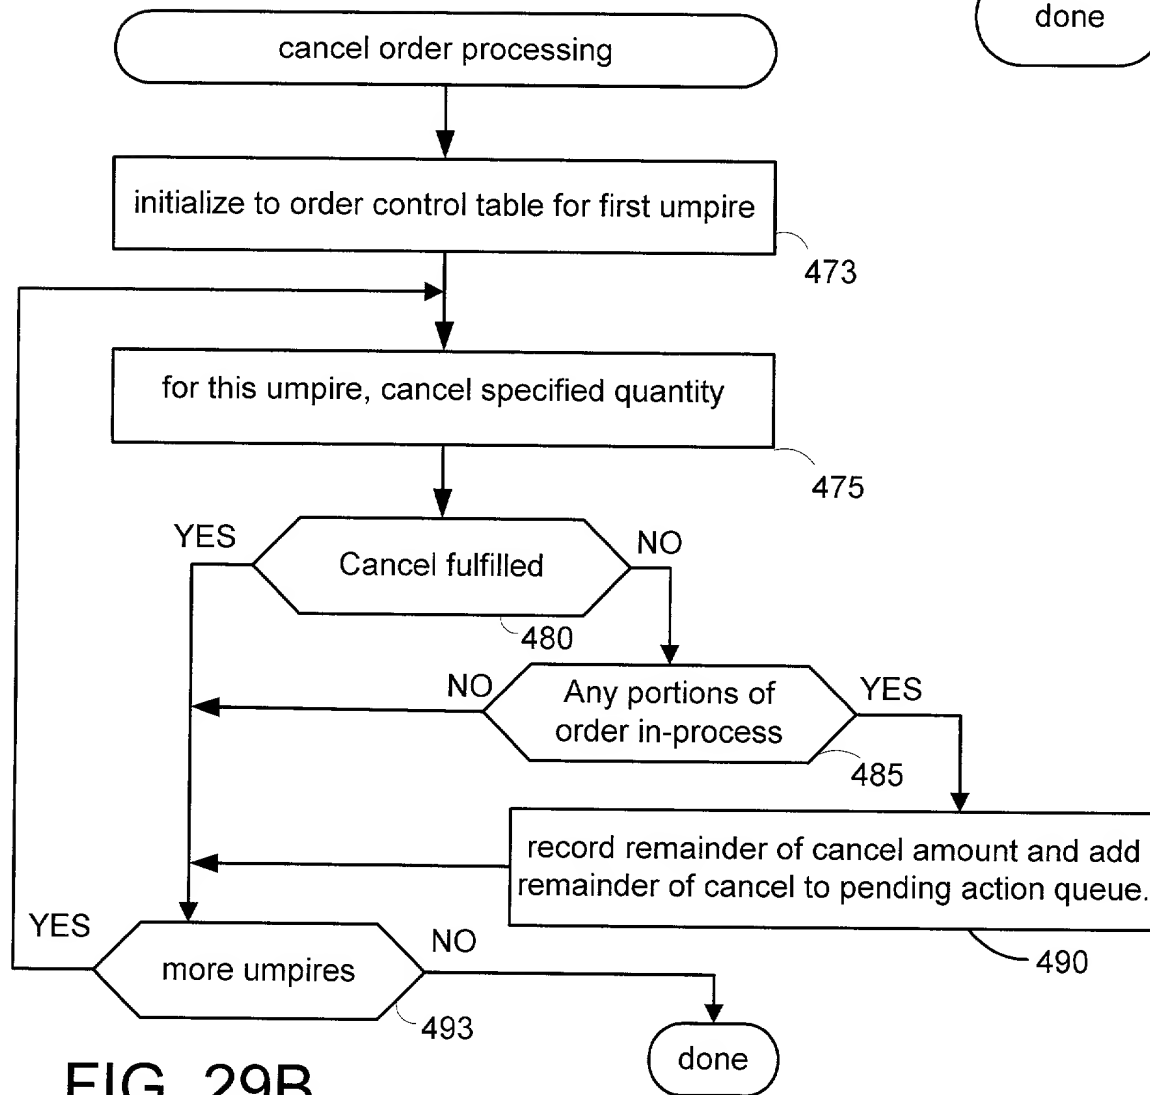 done
cancel order processing
initialize to order control table for first umpire
473
for this umpire, cancel specified quantity
475
YES
Cancel fulfilled
NO
480
NO
Any portions of
order in-process
YES
485
record remainder of cancel amount and add
remainder of cancel to pending action queue.
490
YES
more umpires
NO
493
done
FIG. 29B